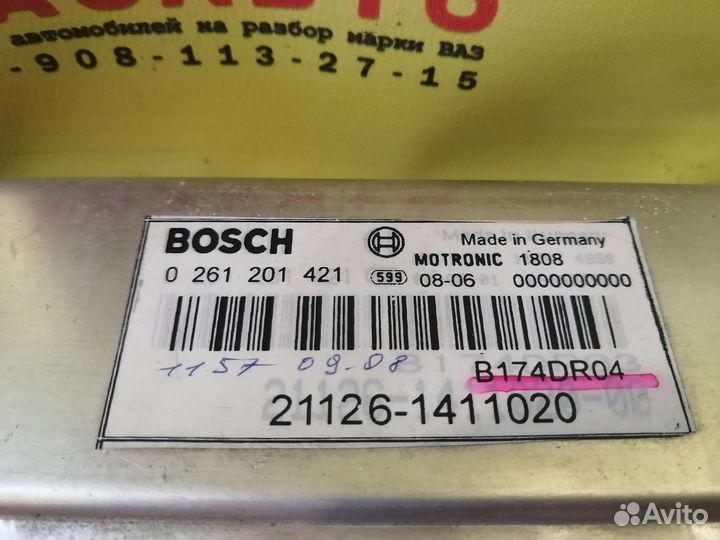 автомобилей на разбор марки ВАЗ
-908-113-27-15
BOSCH
Made in Germany
MOTRONIC 1808
0 261 201 421 599 08-06 0000000000
1157 09.08
B174DR04
21126-1411020
Avito